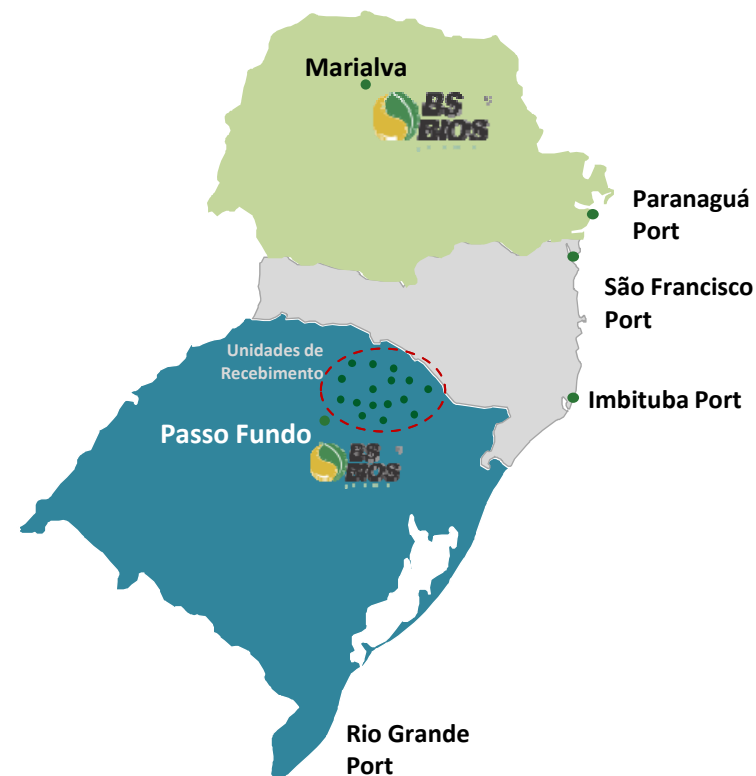 Marialva
BS
BIOS
Paranaguá
Port
São Francisco
Port
Unidades de
Recebimento
Imbituba Port
Passo Fundo
BS
BIOS
Rio Grande
Port